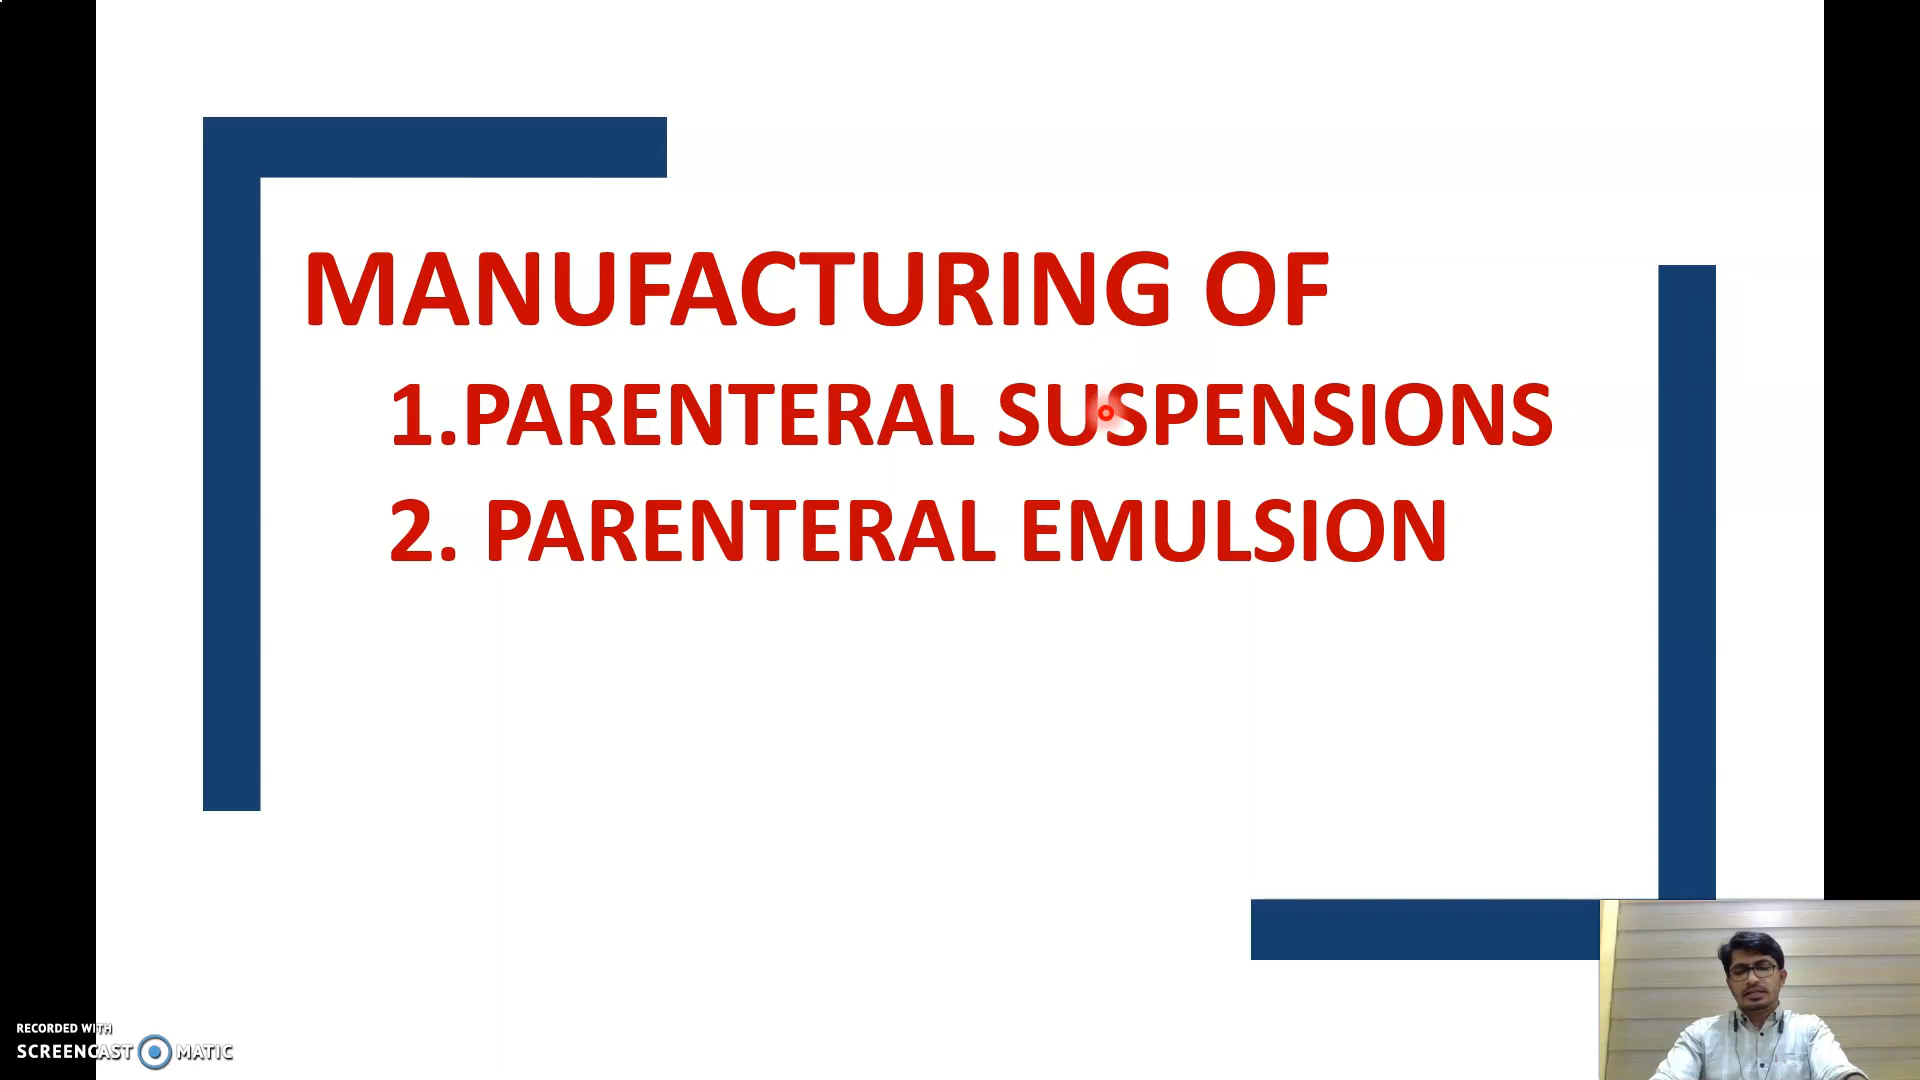 MANUFACTURING OF
1.PARENTERAL SUSPENSIONS
2. PARENTERAL EMULSION
RECORDED WITH
SCREENCAST MATIC